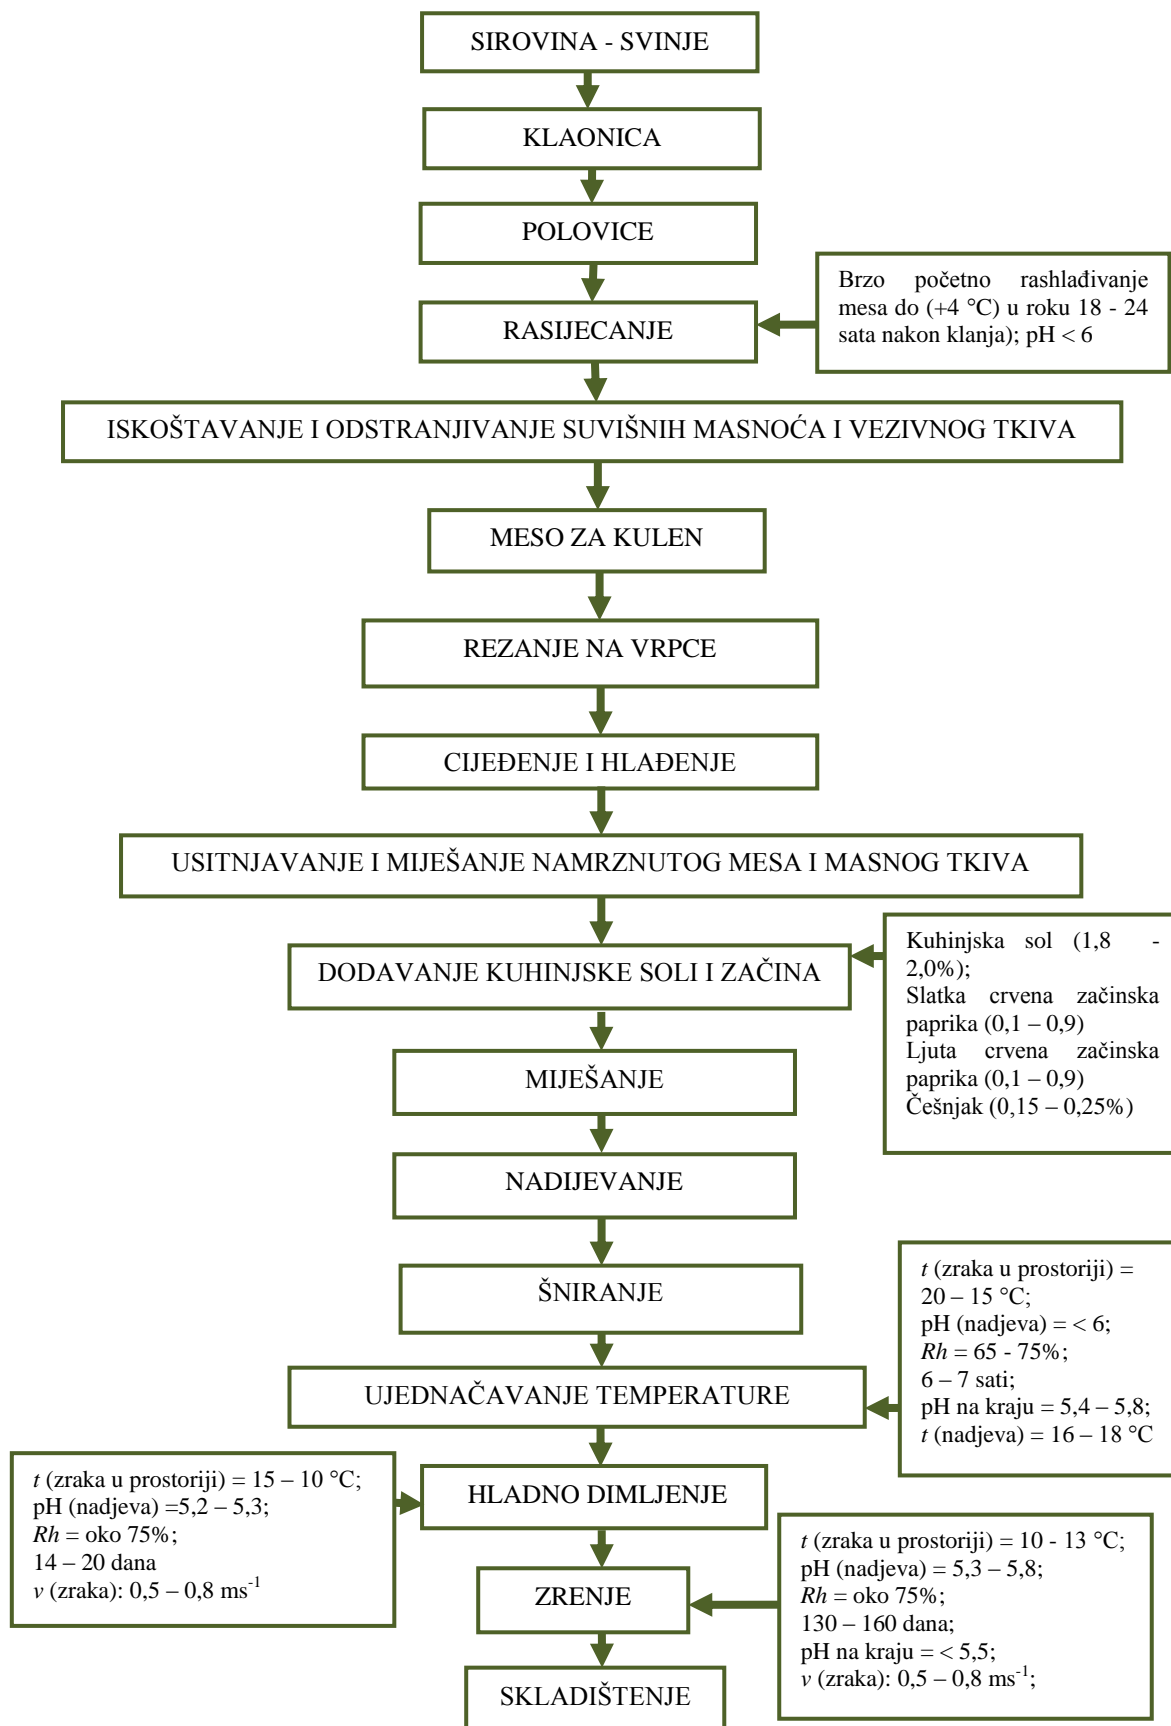 SIROVINA - SVINJE
KLAONICA
POLOVICE
RASIJECANJE
Brzo početno rashlađivanje
mesa do (+4 °C) u roku 18 - 24
sata nakon klanja); pH < 6
ISKOŠTAVANJE I ODSTRANJIVANJE SUVIŠNIH MASNOĆA I VEZIVNOG TKIVA
MESO ZA KULEN
REZANJE NA VRPCE
CIJEĐENJE I HLAĐENJE
USITNJAVANJE I MIJEŠANJE NAMRZNUTOG MESA I MASNOG TKIVA
DODAVANJE KUHINJSKE SOLI I ZAČINA
Kuhinjska sol (1,8 -
2,0%);
Slatka crvena začinska
paprika (0,1 – 0,9)
Ljuta crvena začinska
paprika (0,1 – 0,9)
Češnjak (0,15 – 0,25%)
MIJEŠANJE
NADIJEVANJE
ŠNIRANJE
UJEDNAČAVANJE TEMPERATURE
t (zraka u prostoriji) =
20 – 15 °C;
pH (nadjeva) = < 6;
Rh = 65 - 75%;
6 – 7 sati;
pH na kraju = 5,4 – 5,8;
t (nadjeva) = 16 – 18 °C
HLADNO DIMLJENJE
t (zraka u prostoriji) = 15 – 10 °C;
pH (nadjeva) =5,2 – 5,3;
Rh = oko 75%;
14 – 20 dana
v (zraka): 0,5 – 0,8 ms⁻¹
ZRENJE
t (zraka u prostoriji) = 10 - 13 °C;
pH (nadjeva) = 5,3 – 5,8;
Rh = oko 75%;
130 – 160 dana;
pH na kraju = < 5,5;
v (zraka): 0,5 – 0,8 ms⁻¹;
SKLADIŠTENJE